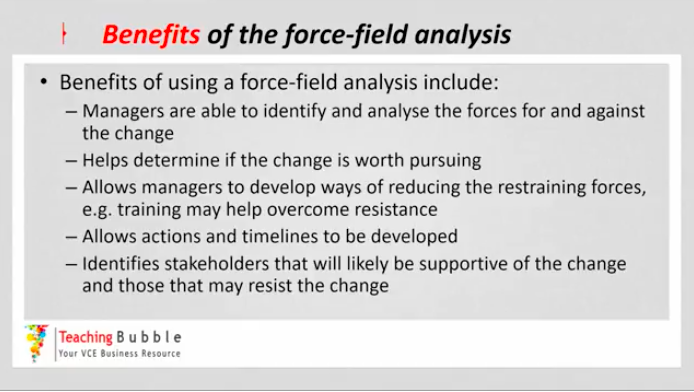 Benefits of the force-field analysis
• Benefits of using a force-field analysis include:
– Managers are able to identify and analyse the forces for and against
the change
– Helps determine if the change is worth pursuing
– Allows managers to develop ways of reducing the restraining forces,
e.g. training may help overcome resistance
– Allows actions and timelines to be developed
– Identifies stakeholders that will likely be supportive of the change
and those that may resist the change
Teaching Bubble
Your VCE Business Resource